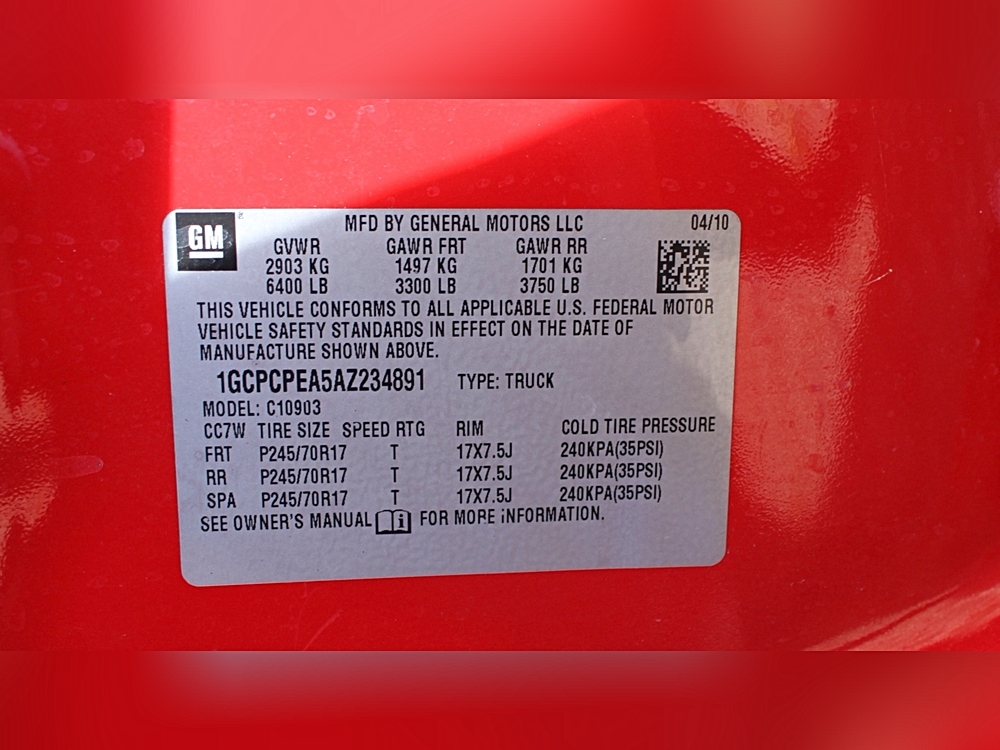 GM ® MFD BY GENERAL MOTORS LLC 04/10
GVWR GAWR FRT GAWR RR
2903 KG 1497 KG 1701 KG
6400 LB 3300 LB 3750 LB
THIS VEHICLE CONFORMS TO ALL APPLICABLE U.S. FEDERAL MOTOR
VEHICLE SAFETY STANDARDS IN EFFECT ON THE DATE OF
MANUFACTURE SHOWN ABOVE.
1GCPCPEA5AZ234891 TYPE: TRUCK
MODEL: C10903
CC7W TIRE SIZE SPEED RTG RIM COLD TIRE PRESSURE
FRT P245/70R17 T 17X7.5J 240KPA(35PSI)
RR P245/70R17 T 17X7.5J 240KPA(35PSI)
SPA P245/70R17 T 17X7.5J 240KPA(35PSI)
SEE OWNER'S MANUAL i FOR MORE INFORMATION.